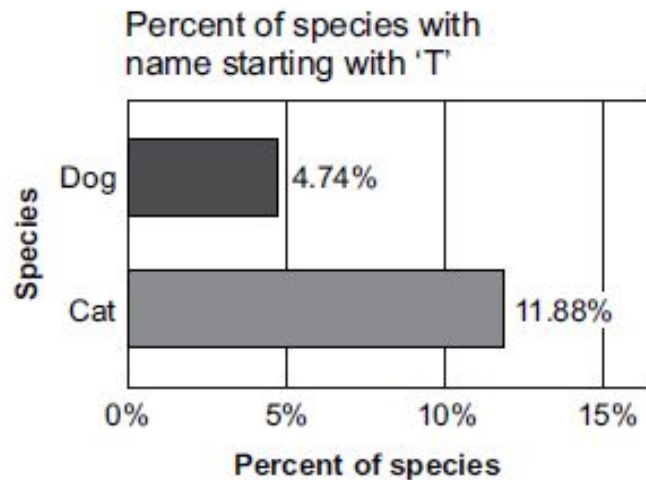 Percent of species with
name starting with ‘T’
Species
Dog
4.74%
Cat
11.88%
0% 5% 10% 15%
Percent of species